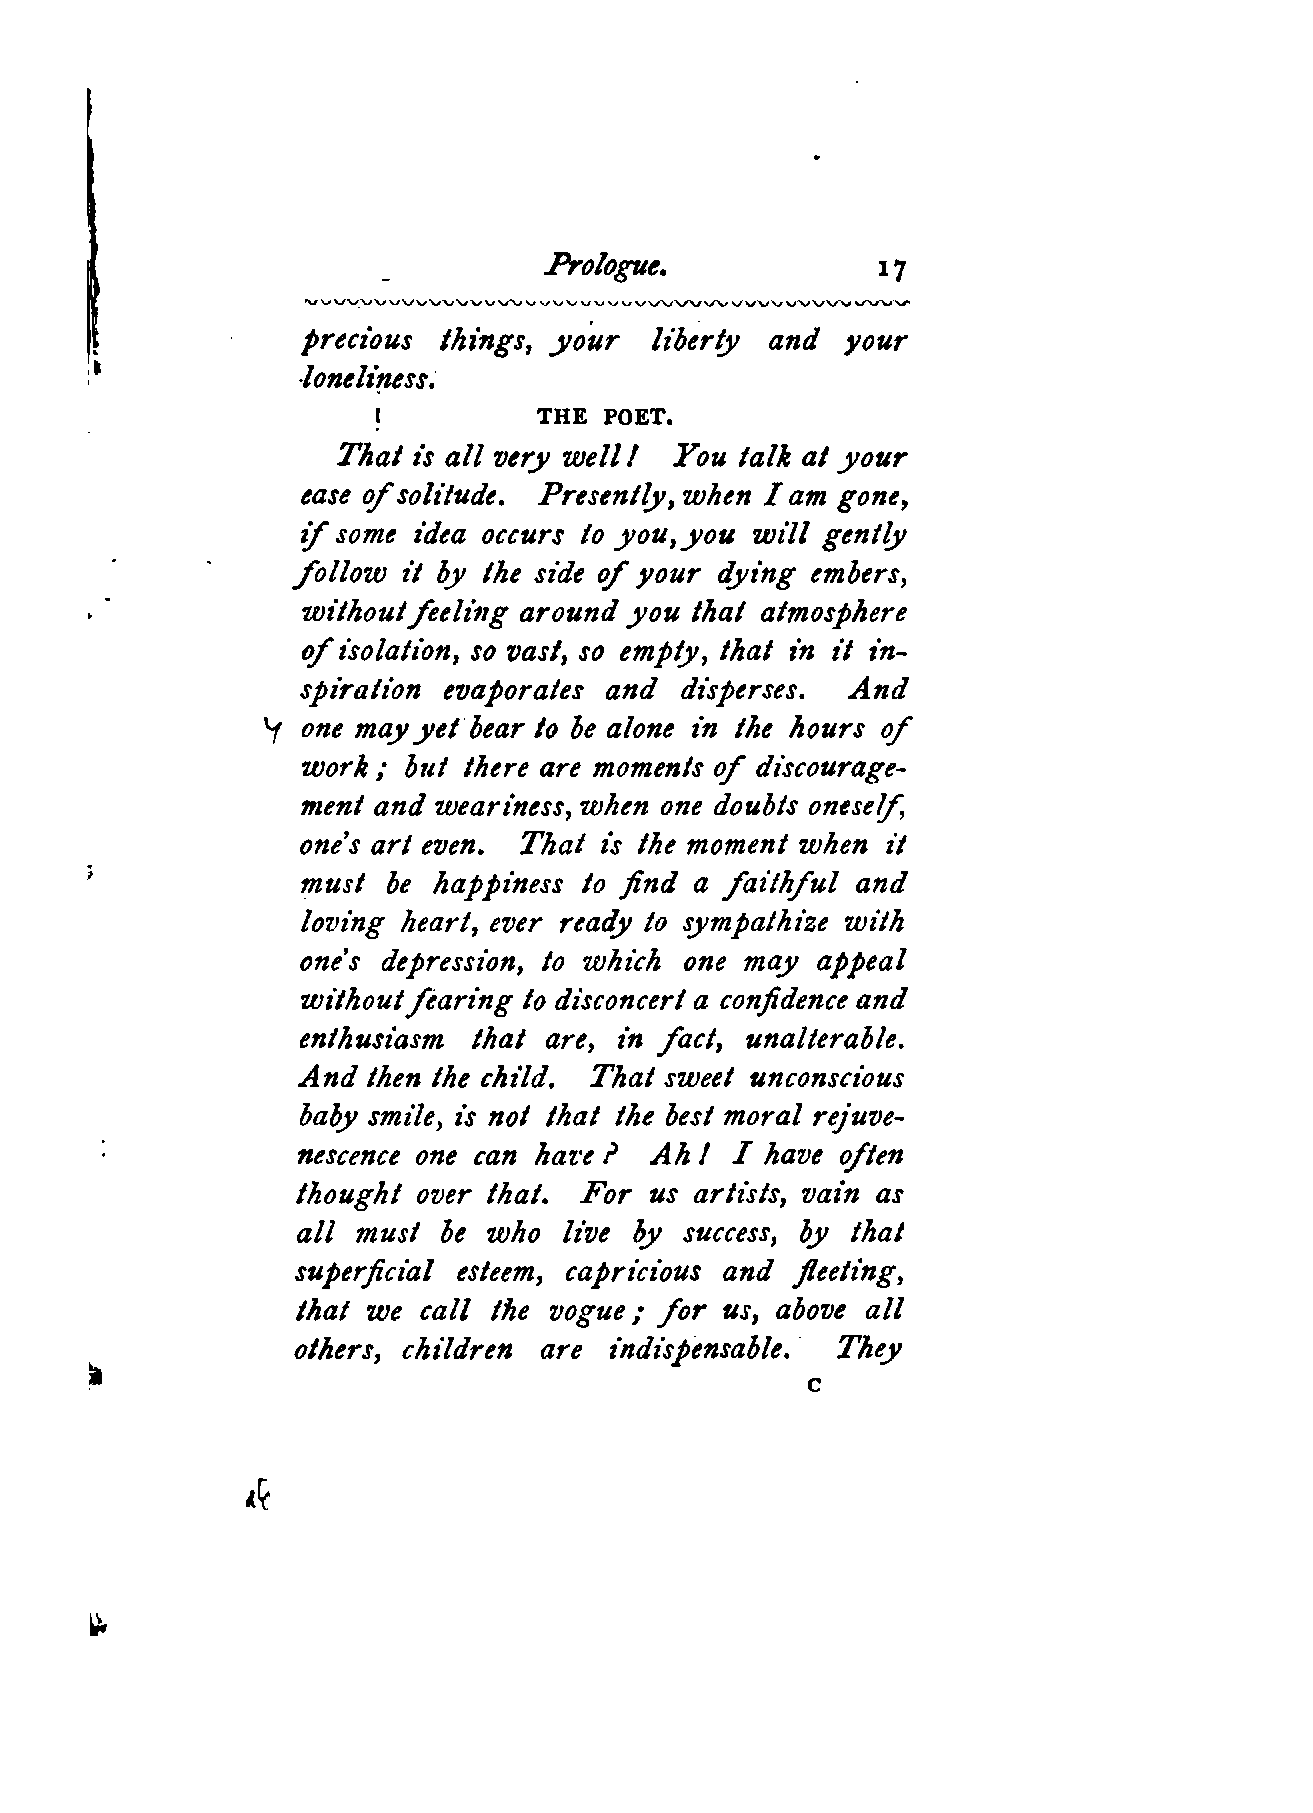 Prologue. 17
precious things, your liberty and your
loneliness.
THE POET.
That is all very well! You talk at your
ease of solitude. Presently, when I am gone,
if some idea occurs to you, you will gently
follow it by the side of your dying embers,
without feeling around you that atmosphere
of isolation, so vast, so empty, that in it in-
spiration evaporates and disperses. And
one may yet bear to be alone in the hours of
work; but there are moments of discourage-
ment and weariness, when one doubts oneself,
one's art even. That is the moment when it
must be happiness to find a faithful and
loving heart, ever ready to sympathize with
one's depression, to which one may appeal
without fearing to disconcert a confidence and
enthusiasm that are, in fact, unalterable.
And then the child. That sweet unconscious
baby smile, is not that the best moral rejuve-
nescence one can have? Ah! I have often
thought over that. For us artists, vain as
all must be who live by success, by that
superficial esteem, capricious and fleeting,
that we call the vogue; for us, above all
others, children are indispensable. They
C